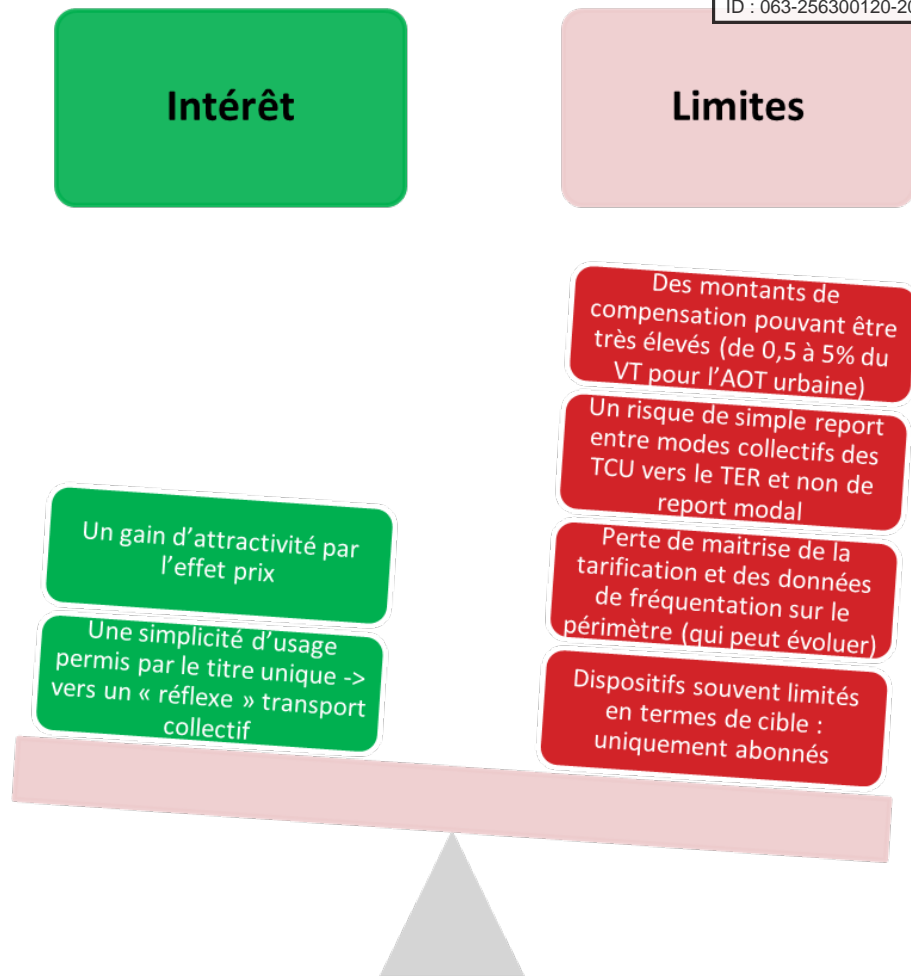 ID : 063-256300120-20
Intérêt
Limites
Des montants de
compensation pouvant être
très élevés (de 0,5 à 5% du
VT pour l'AOT urbaine)
Un risque de simple report
entre modes collectifs des
TCU vers le TER et non de
report modal
Un gain d'attractivité par
l'effet prix
Perte de maitrise de la
tarification et des données
de fréquentation sur le
périmètre (qui peut évoluer)
Une simplicité d'usage
permis par le titre unique ->
vers un « réflexe » transport
collectif
Dispositifs souvent limités
en termes de cible :
uniquement abonnés